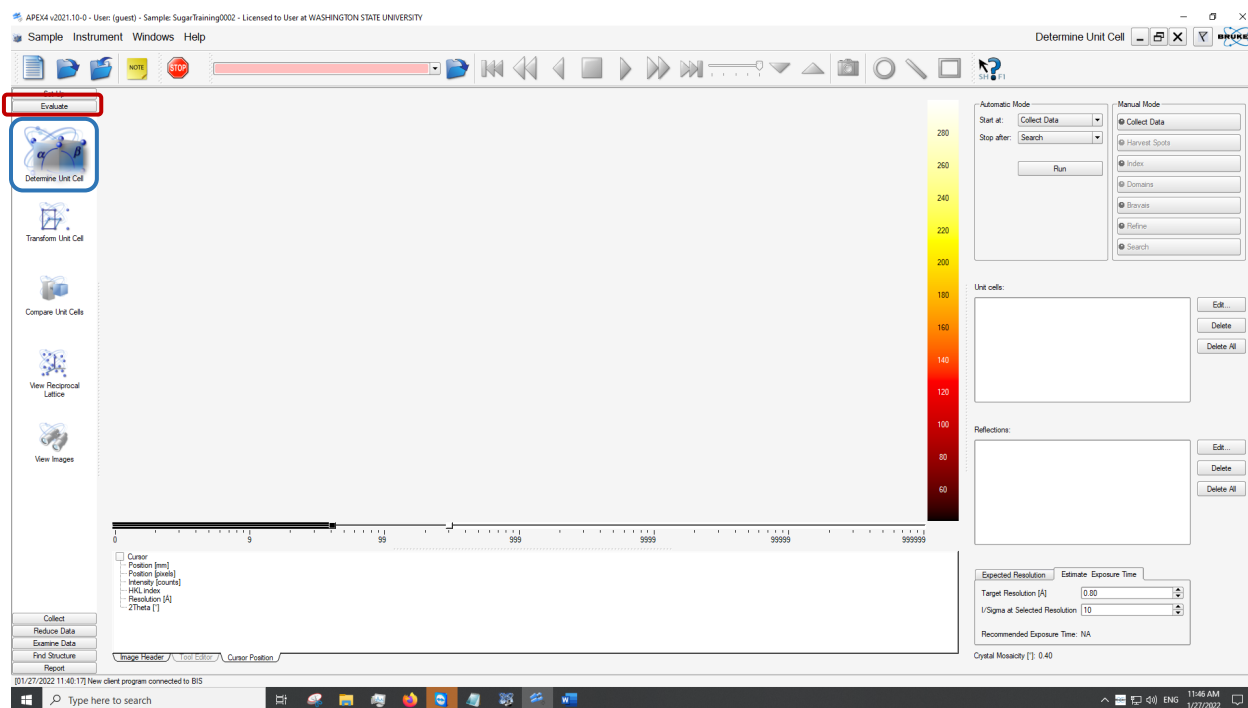 APEX4 v2021.10-0 - User: (guest) - Sample: SugarTraining0002 - Licensed to User at WASHINGTON STATE UNIVERSITY
Sample Instrument Windows Help
Determine Unit Cell
BRUKE
NOTE
STOP
SH FI
Set Up
Evaluate
α β
Determine Unit Cell
Transform Unit Cell
Compare Unit Cells
View Reciprocal
Lattice
View Images
Collect
Reduce Data
Examine Data
Find Structure
Report
280
260
240
220
200
180
160
140
120
100
80
60
0 9 99 999 9999 99999 999999
Cursor
Position [mm]
Position [pixels]
Intensity [counts]
HKL index
Resolution [Å]
2Theta [°]
Image Header Tool Editor Cursor Position
Automatic Mode
Start at: Collect Data
Stop after: Search
Run
Manual Mode
Collect Data
Harvest Spots
Index
Domains
Bravais
Refine
Search
Unit cells:
Edit...
Delete
Delete All
Reflections:
Edit...
Delete
Delete All
Expected Resolution Estimate Exposure Time
Target Resolution [Å] 0.80
I/Sigma at Selected Resolution 10
Recommended Exposure Time: NA
Crystal Mosaicity [°]: 0.40
[01/27/2022 11:40:17] New client program connected to BIS
Type here to search
ENG
11:46 AM
1/27/2022